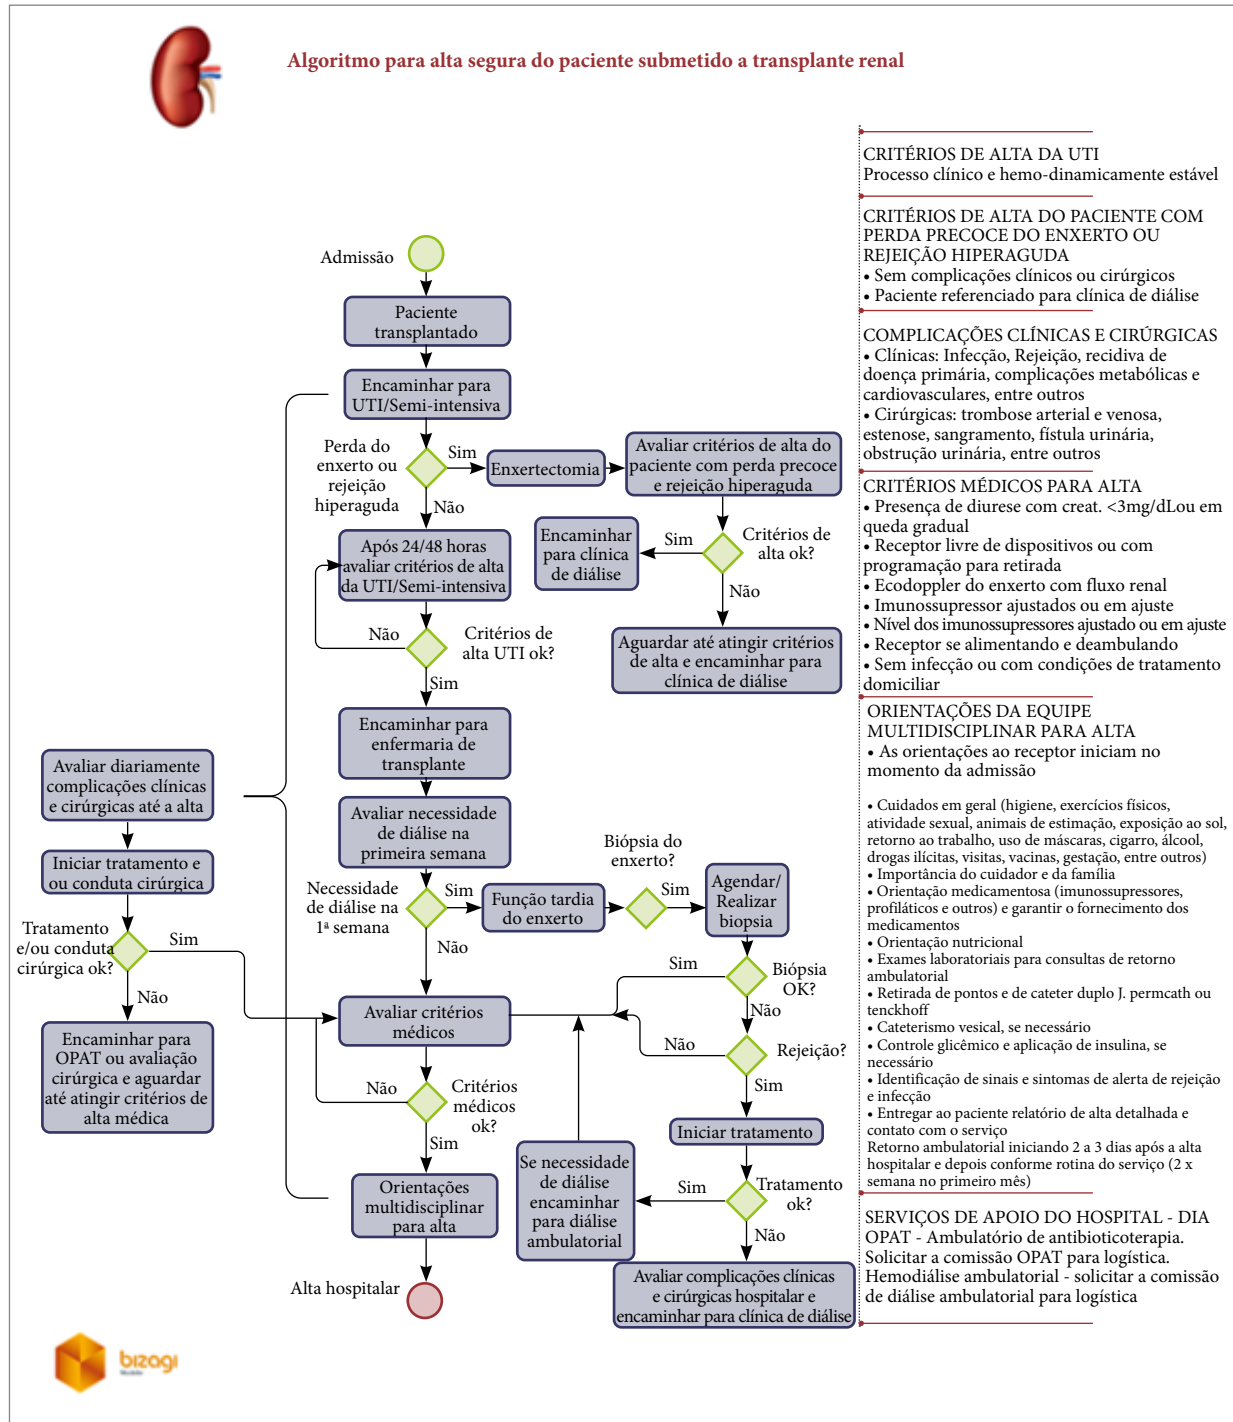 Algoritmo para alta segura do paciente submetido a transplante renal
Admissão
Paciente
transplantado
Encaminhar para
UTI/Semi-intensiva
Perda do
enxerto ou
rejeição
hiperaguda
Sim
Não
Enxertectomia
Avaliar critérios de alta do
paciente com perda precoce
e rejeição hiperaguda
Critérios de
alta ok?
Sim
Não
Encaminhar
para clínica
de diálise
Aguardar até atingir critérios
de alta e encaminhar para
clínica de diálise
Após 24/48 horas
avaliar critérios de alta
da UTI/Semi-intensiva
Não
Critérios de
alta UTI ok?
Sim
Encaminhar para
enfermaria de
transplante
Avaliar necessidade
de diálise na
primeira semana
Necessidade
de diálise na
1ª semana
Sim
Não
Função tardia
do enxerto
Biópsia do
enxerto?
Sim
Agendar/
Realizar
biopsia
Sim
Biópsia
OK?
Não
Não
Rejeição?
Sim
Iniciar tratamento
Sim
Tratamento
ok?
Não
Se necessidade
de diálise
encaminhar
para diálise
ambulatorial
Avaliar complicações clínicas
e cirúrgicas hospitalar e
encaminhar para clínica de diálise
Avaliar diariamente
complicações clínicas
e cirúrgicas até a alta
Iniciar tratamento e
ou conduta cirúrgica
Tratamento
e/ou conduta
cirúrgica ok?
Sim
Não
Encaminhar para
OPAT ou avaliação
cirúrgica e aguardar
até atingir critérios de
alta médica
Avaliar critérios
médicos
Não
Critérios
médicos
ok?
Sim
Orientações
multidisciplinar
para alta
Alta hospitalar
CRITÉRIOS DE ALTA DA UTI
Processo clínico e hemo-dinamicamente estável
CRITÉRIOS DE ALTA DO PACIENTE COM
PERDA PRECOCE DO ENXERTO OU
REJEIÇÃO HIPERAGUDA
• Sem complicações clínicos ou cirúrgicos
• Paciente referenciado para clínica de diálise
COMPLICAÇÕES CLÍNICAS E CIRÚRGICAS
• Clínicas: Infecção, Rejeição, recidiva de
doença primária, complicações metabólicas e
cardiovasculares, entre outros
• Cirúrgicas: trombose arterial e venosa,
estenose, sangramento, fístula urinária,
obstrução urinária, entre outros
CRITÉRIOS MÉDICOS PARA ALTA
• Presença de diurese com creat. <3mg/dLou em
queda gradual
• Receptor livre de dispositivos ou com
programação para retirada
• Ecodoppler do enxerto com fluxo renal
• Imunossupressor ajustados ou em ajuste
• Nível dos imunossupressores ajustado ou em ajuste
• Receptor se alimentando e deambulando
• Sem infecção ou com condições de tratamento
domiciliar
ORIENTAÇÕES DA EQUIPE
MULTIDISCIPLINAR PARA ALTA
• As orientações ao receptor iniciam no
momento da admissão
• Cuidados em geral (higiene, exercícios físicos,
atividade sexual, animais de estimação, exposição ao sol,
retorno ao trabalho, uso de máscaras, cigarro, álcool,
drogas ilícitas, visitas, vacinas, gestação, entre outros)
• Importância do cuidador e da família
• Orientação medicamentosa (imunossupressores,
profiláticos e outros) e garantir o fornecimento dos
medicamentos
• Orientação nutricional
• Exames laboratoriais para consultas de retorno
ambulatorial
• Retirada de pontos e de cateter duplo J. permcath ou
tenckhoff
• Cateterismo vesical, se necessário
• Controle glicêmico e aplicação de insulina, se
necessário
• Identificação de sinais e sintomas de alerta de rejeição
e infecção
• Entregar ao paciente relatório de alta detalhada e
contato com o serviço
Retorno ambulatorial iniciando 2 a 3 dias após a alta
hospitalar e depois conforme rotina do serviço (2 x
semana no primeiro mês)
SERVIÇOS DE APOIO DO HOSPITAL - DIA
OPAT - Ambulatório de antibioticoterapia.
Solicitar a comissão OPAT para logística.
Hemodiálise ambulatorial - solicitar a comissão
de diálise ambulatorial para logística
bizagi